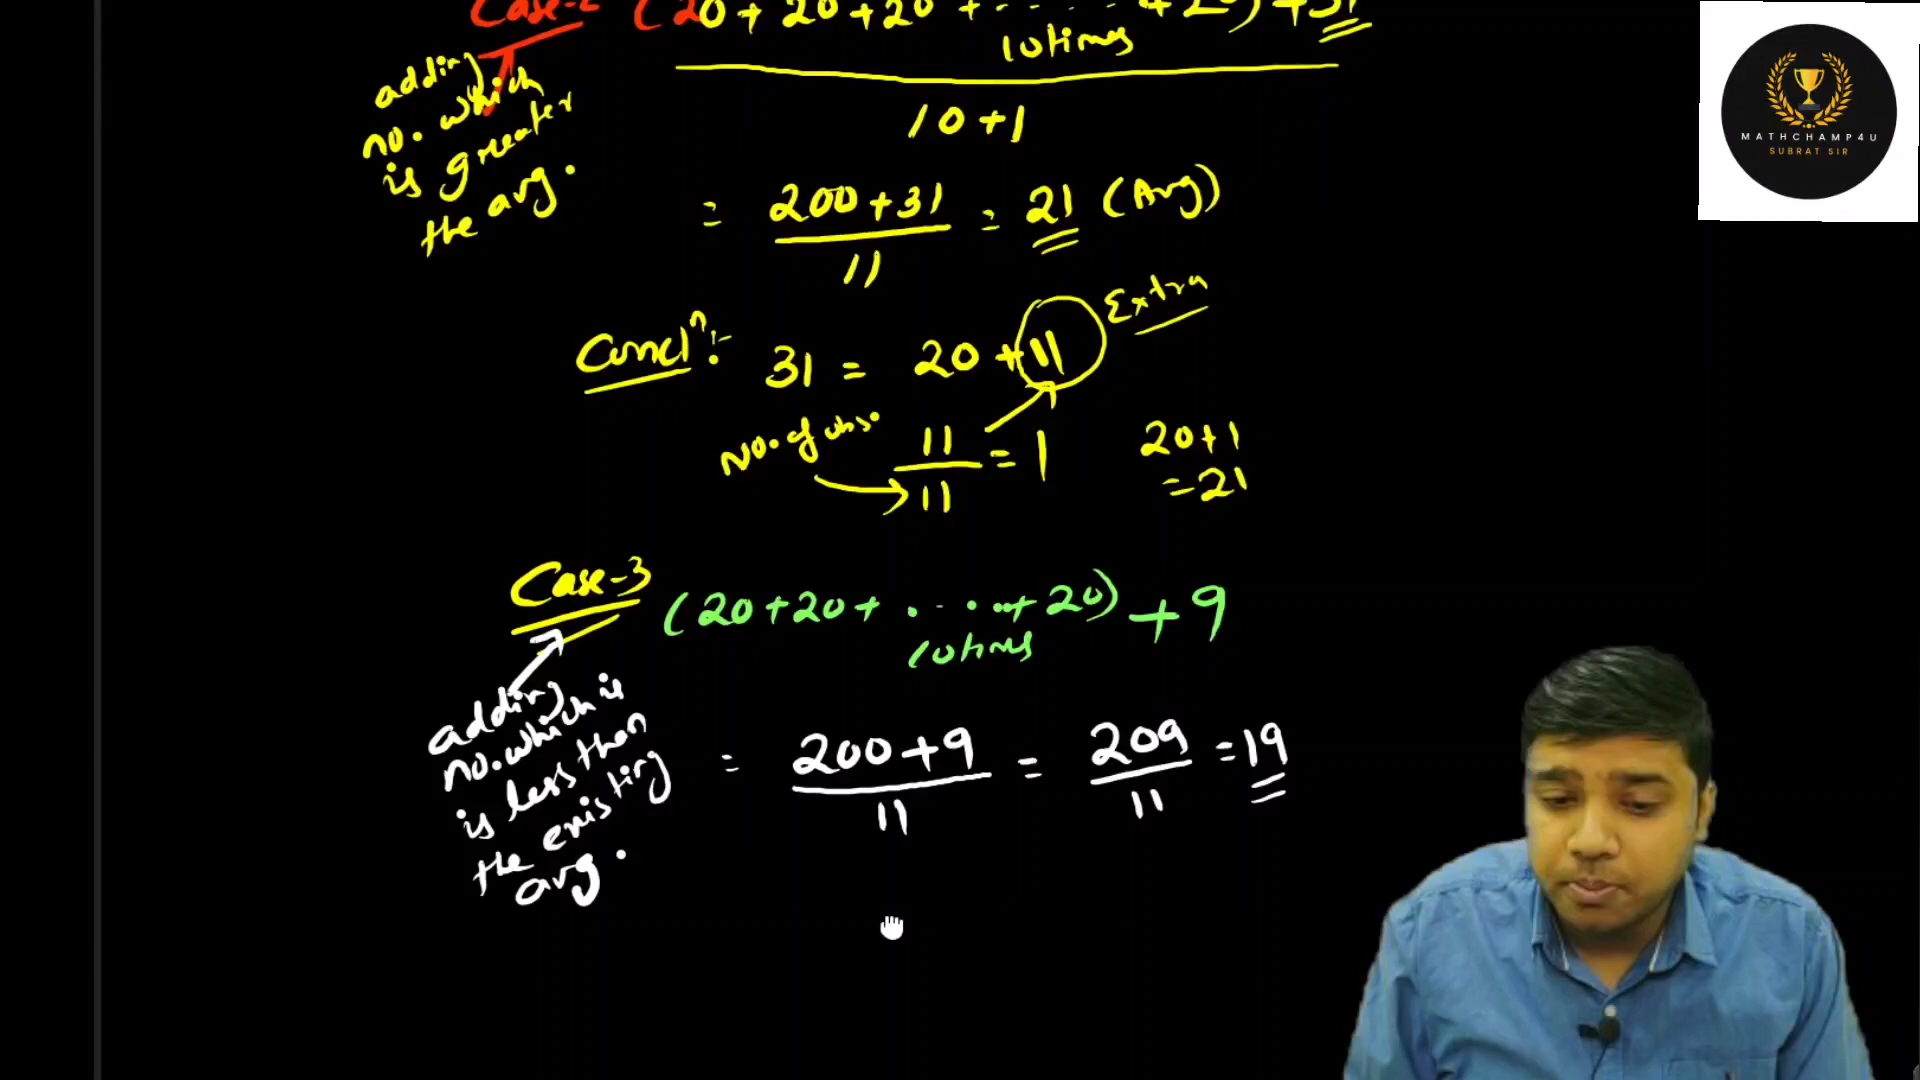 Case-2 (20 + 20 + 20 + ..... + 20) + 31
10times
10+1
adding
no. which
is greater
the avg.
= 200+31 / 11 = 21 (Avg)
Concln:- 31 = 20 + 11 Extra
No. of obs. 11 / 11 = 1
20+1
=21
Case-3 (20+20+ ....+ 20) + 9
10times
adding
no. which is
is less than
the existing
avg.
= 200+9 / 11 = 209 / 11 = 19
MATHCHAMP4U
SUBRAT SIR